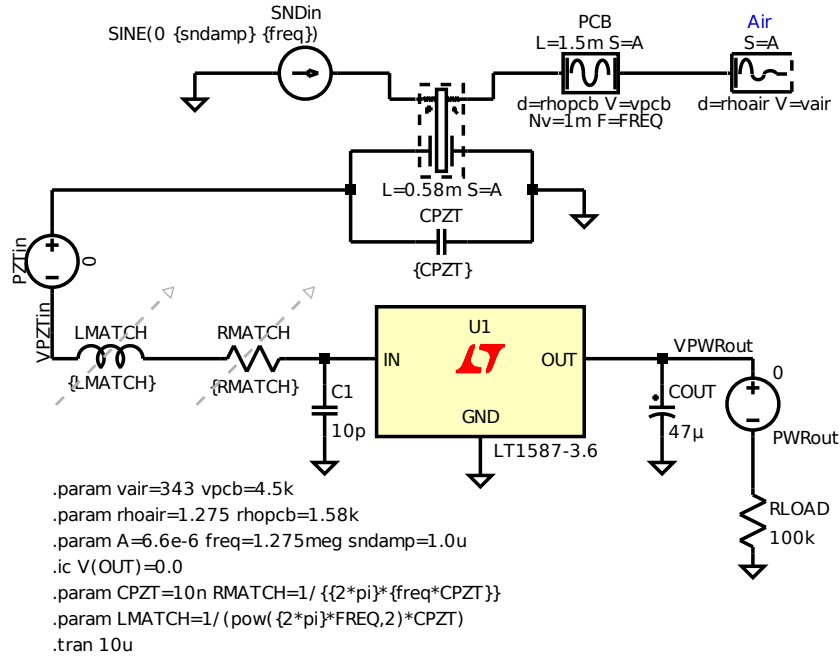 SNDin
SINE(0 {sndamp} {freq})
PCB
L=1.5m S=A
d=rhopcb V=vpcb
Nv=1m F=FREQ
Air
S=A
d=rhoair V=vair
L=0.58m S=A
CPZT
{CPZT}
PZTin
0
VPZTin
LMATCH
{LMATCH}
RMATCH
{RMATCH}
C1
10p
U1
IN
OUT
GND
LT1587-3.6
VPWRout
COUT
47µ
0
PWRout
RLOAD
100k
.param vair=343 vpcb=4.5k
.param rhoair=1.275 rhopcb=1.58k
.param A=6.6e-6 freq=1.275meg sndamp=1.0u
.ic V(OUT)=0.0
.param CPZT=10n RMATCH=1/{{2*pi}*{freq*CPZT}}
.param LMATCH=1/(pow({2*pi}*FREQ,2)*CPZT)
.tran 10u